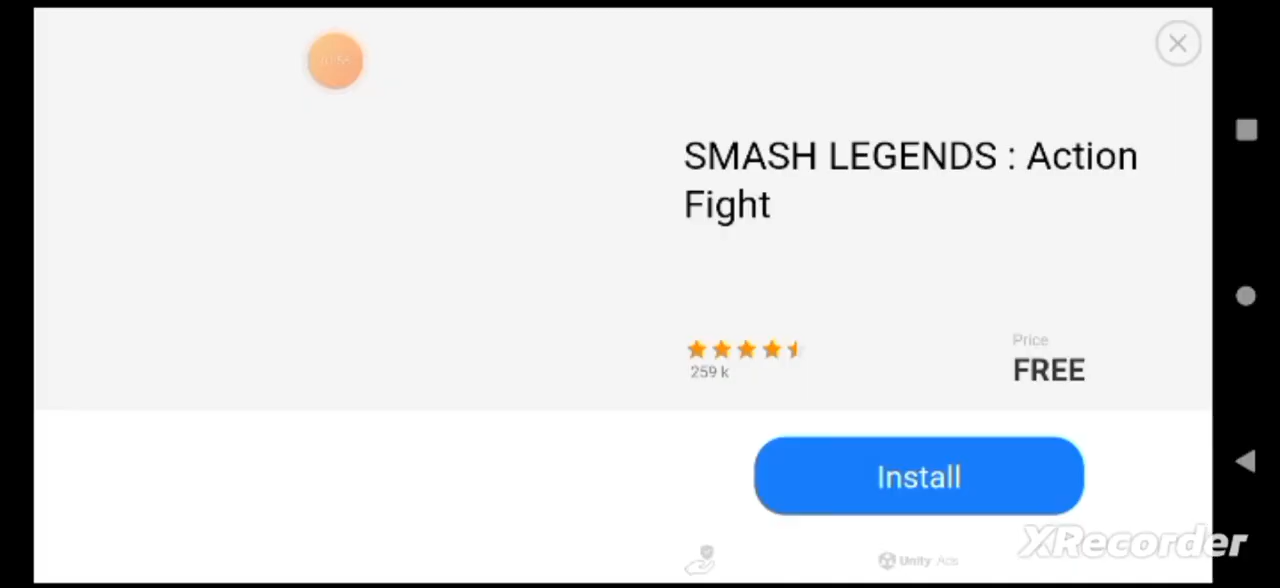 SMASH LEGENDS : Action
Fight
259 k
Price
FREE
Install
Unity Ads
XRecorder